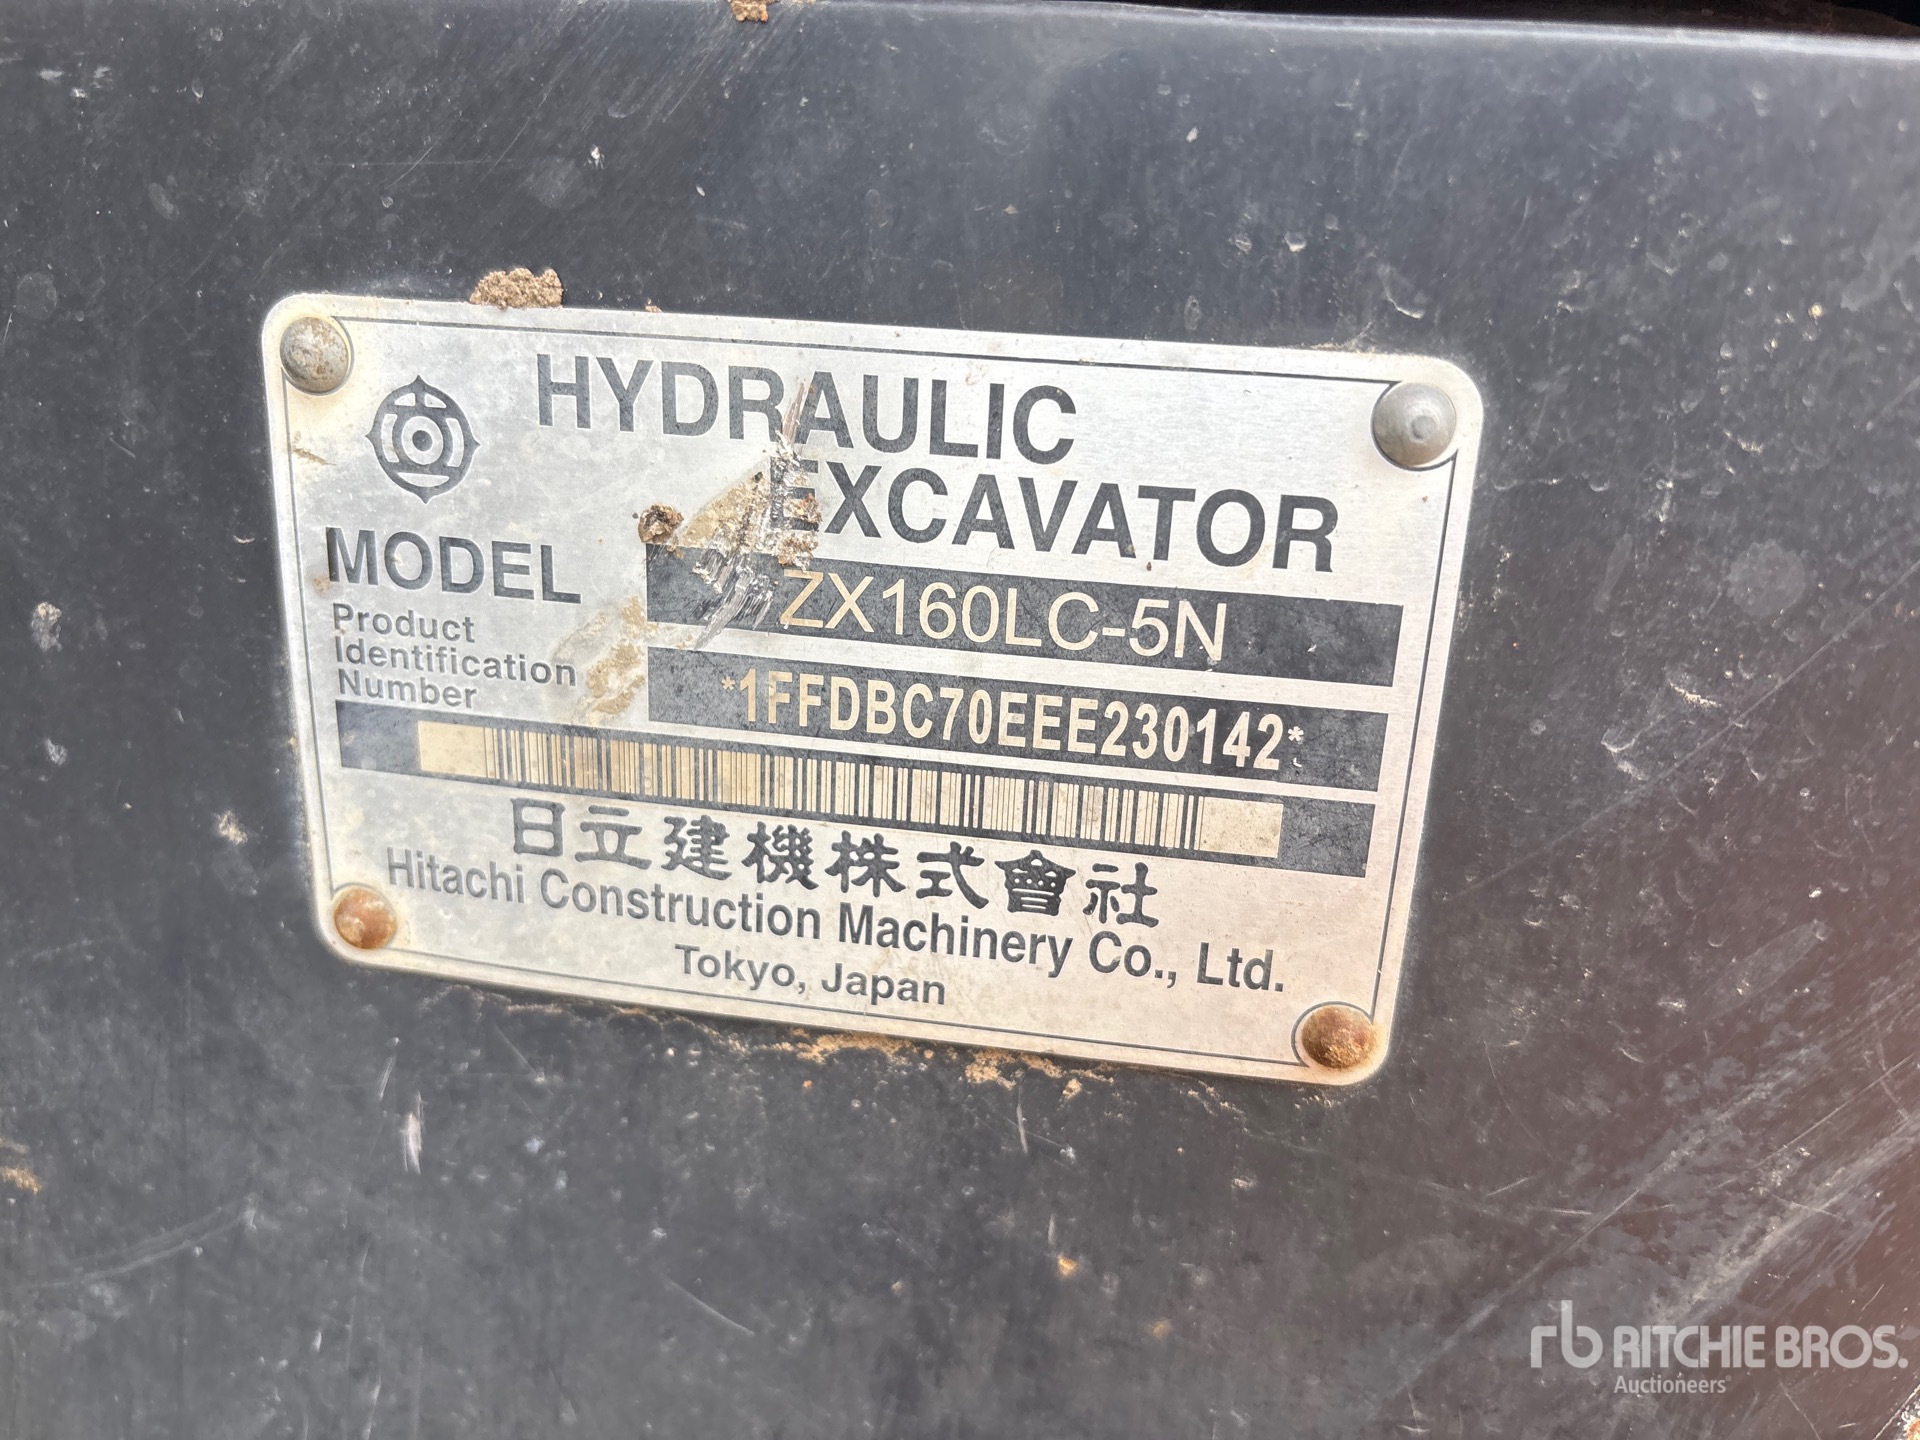 HYDRAULIC
EXCAVATOR
MODEL ZX160LC-5N
Product
Identification
Number
*1FFDBC70EEE230142*
日立建機株式會社
Hitachi Construction Machinery Co., Ltd.
Tokyo, Japan
rb RITCHIE BROS.
Auctioneers